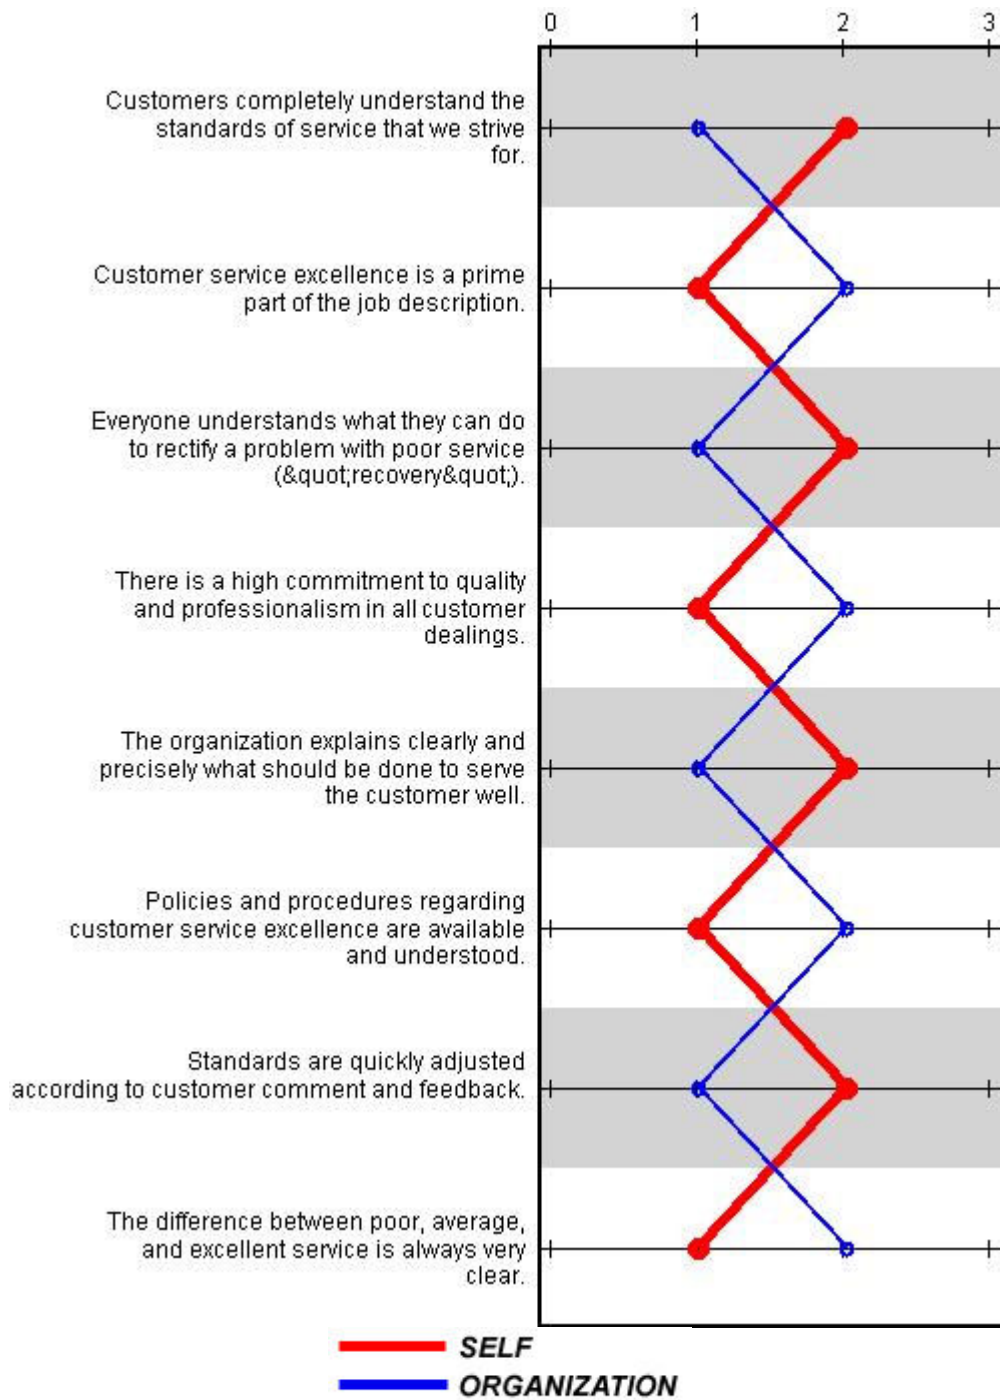 0 1 2 3
Customers completely understand the
standards of service that we strive
for.
Customer service excellence is a prime
part of the job description.
Everyone understands what they can do
to rectify a problem with poor service
(&quot;recovery&quot;).
There is a high commitment to quality
and professionalism in all customer
dealings.
The organization explains clearly and
precisely what should be done to serve
the customer well.
Policies and procedures regarding
customer service excellence are available
and understood.
Standards are quickly adjusted
according to customer comment and feedback.
The difference between poor, average,
and excellent service is always very
clear.
SELF
ORGANIZATION